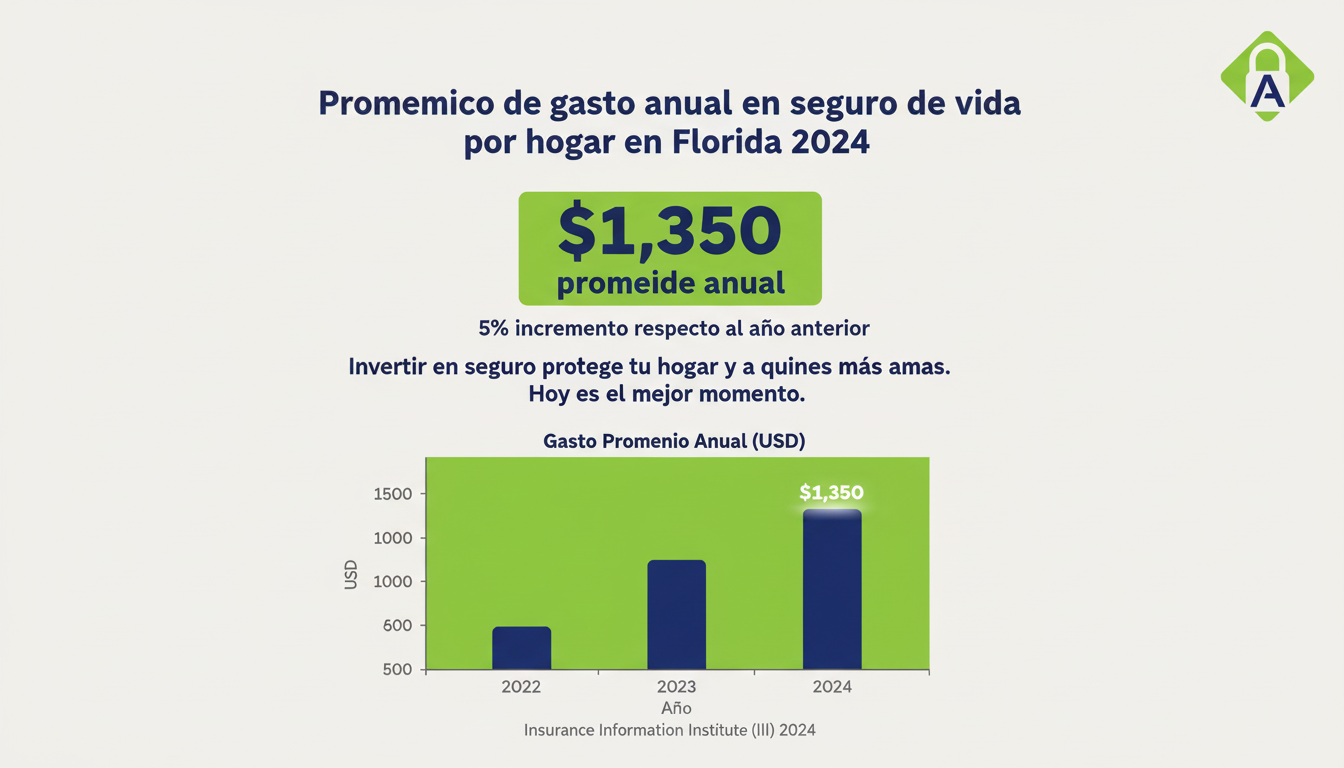 A
Promemico de gasto anual en seguro de vida
por hogar en Florida 2024
$1,350
promeide anual
5% incremento respecto al año anterior
Invertir en seguro protege tu hogar y a quines más amas.
Hoy es el mejor momento.
Gasto Promenio Anual (USD)
$1,350
1500
1000
1000
600
500
USD
2022 2023 2024
Año
Insurance Information Institute (III) 2024